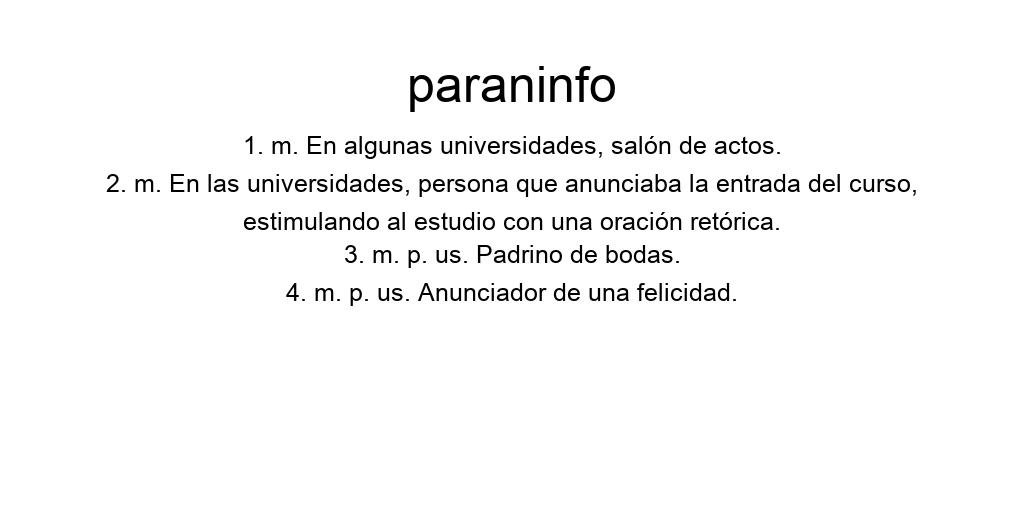 paraninfo
1. m. En algunas universidades, salón de actos.
2. m. En las universidades, persona que anunciaba la entrada del curso,
estimulando al estudio con una oración retórica.
3. m. p. us. Padrino de bodas.
4. m. p. us. Anunciador de una felicidad.